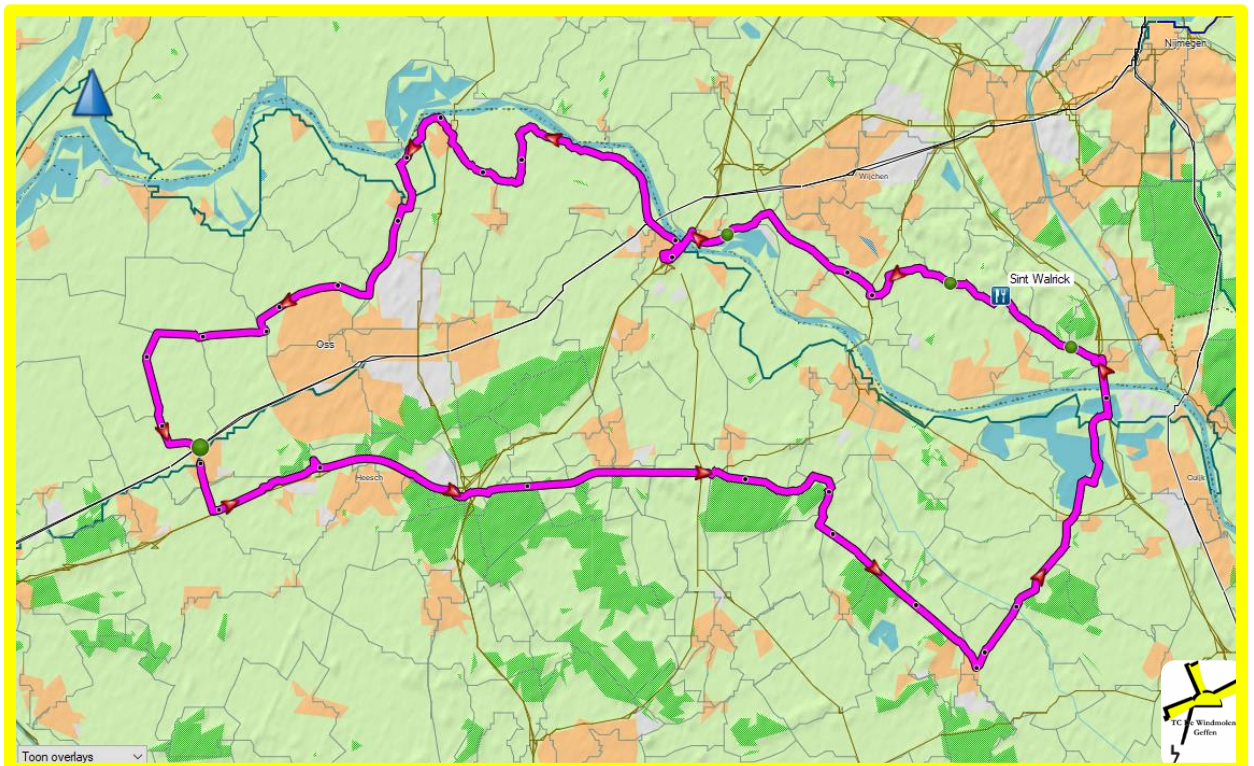 Nijmegen
Wijchen
Sint Walrick
Oss
Heesch
Cuijk
TC De Windmolen
Geffen
Toon overlays